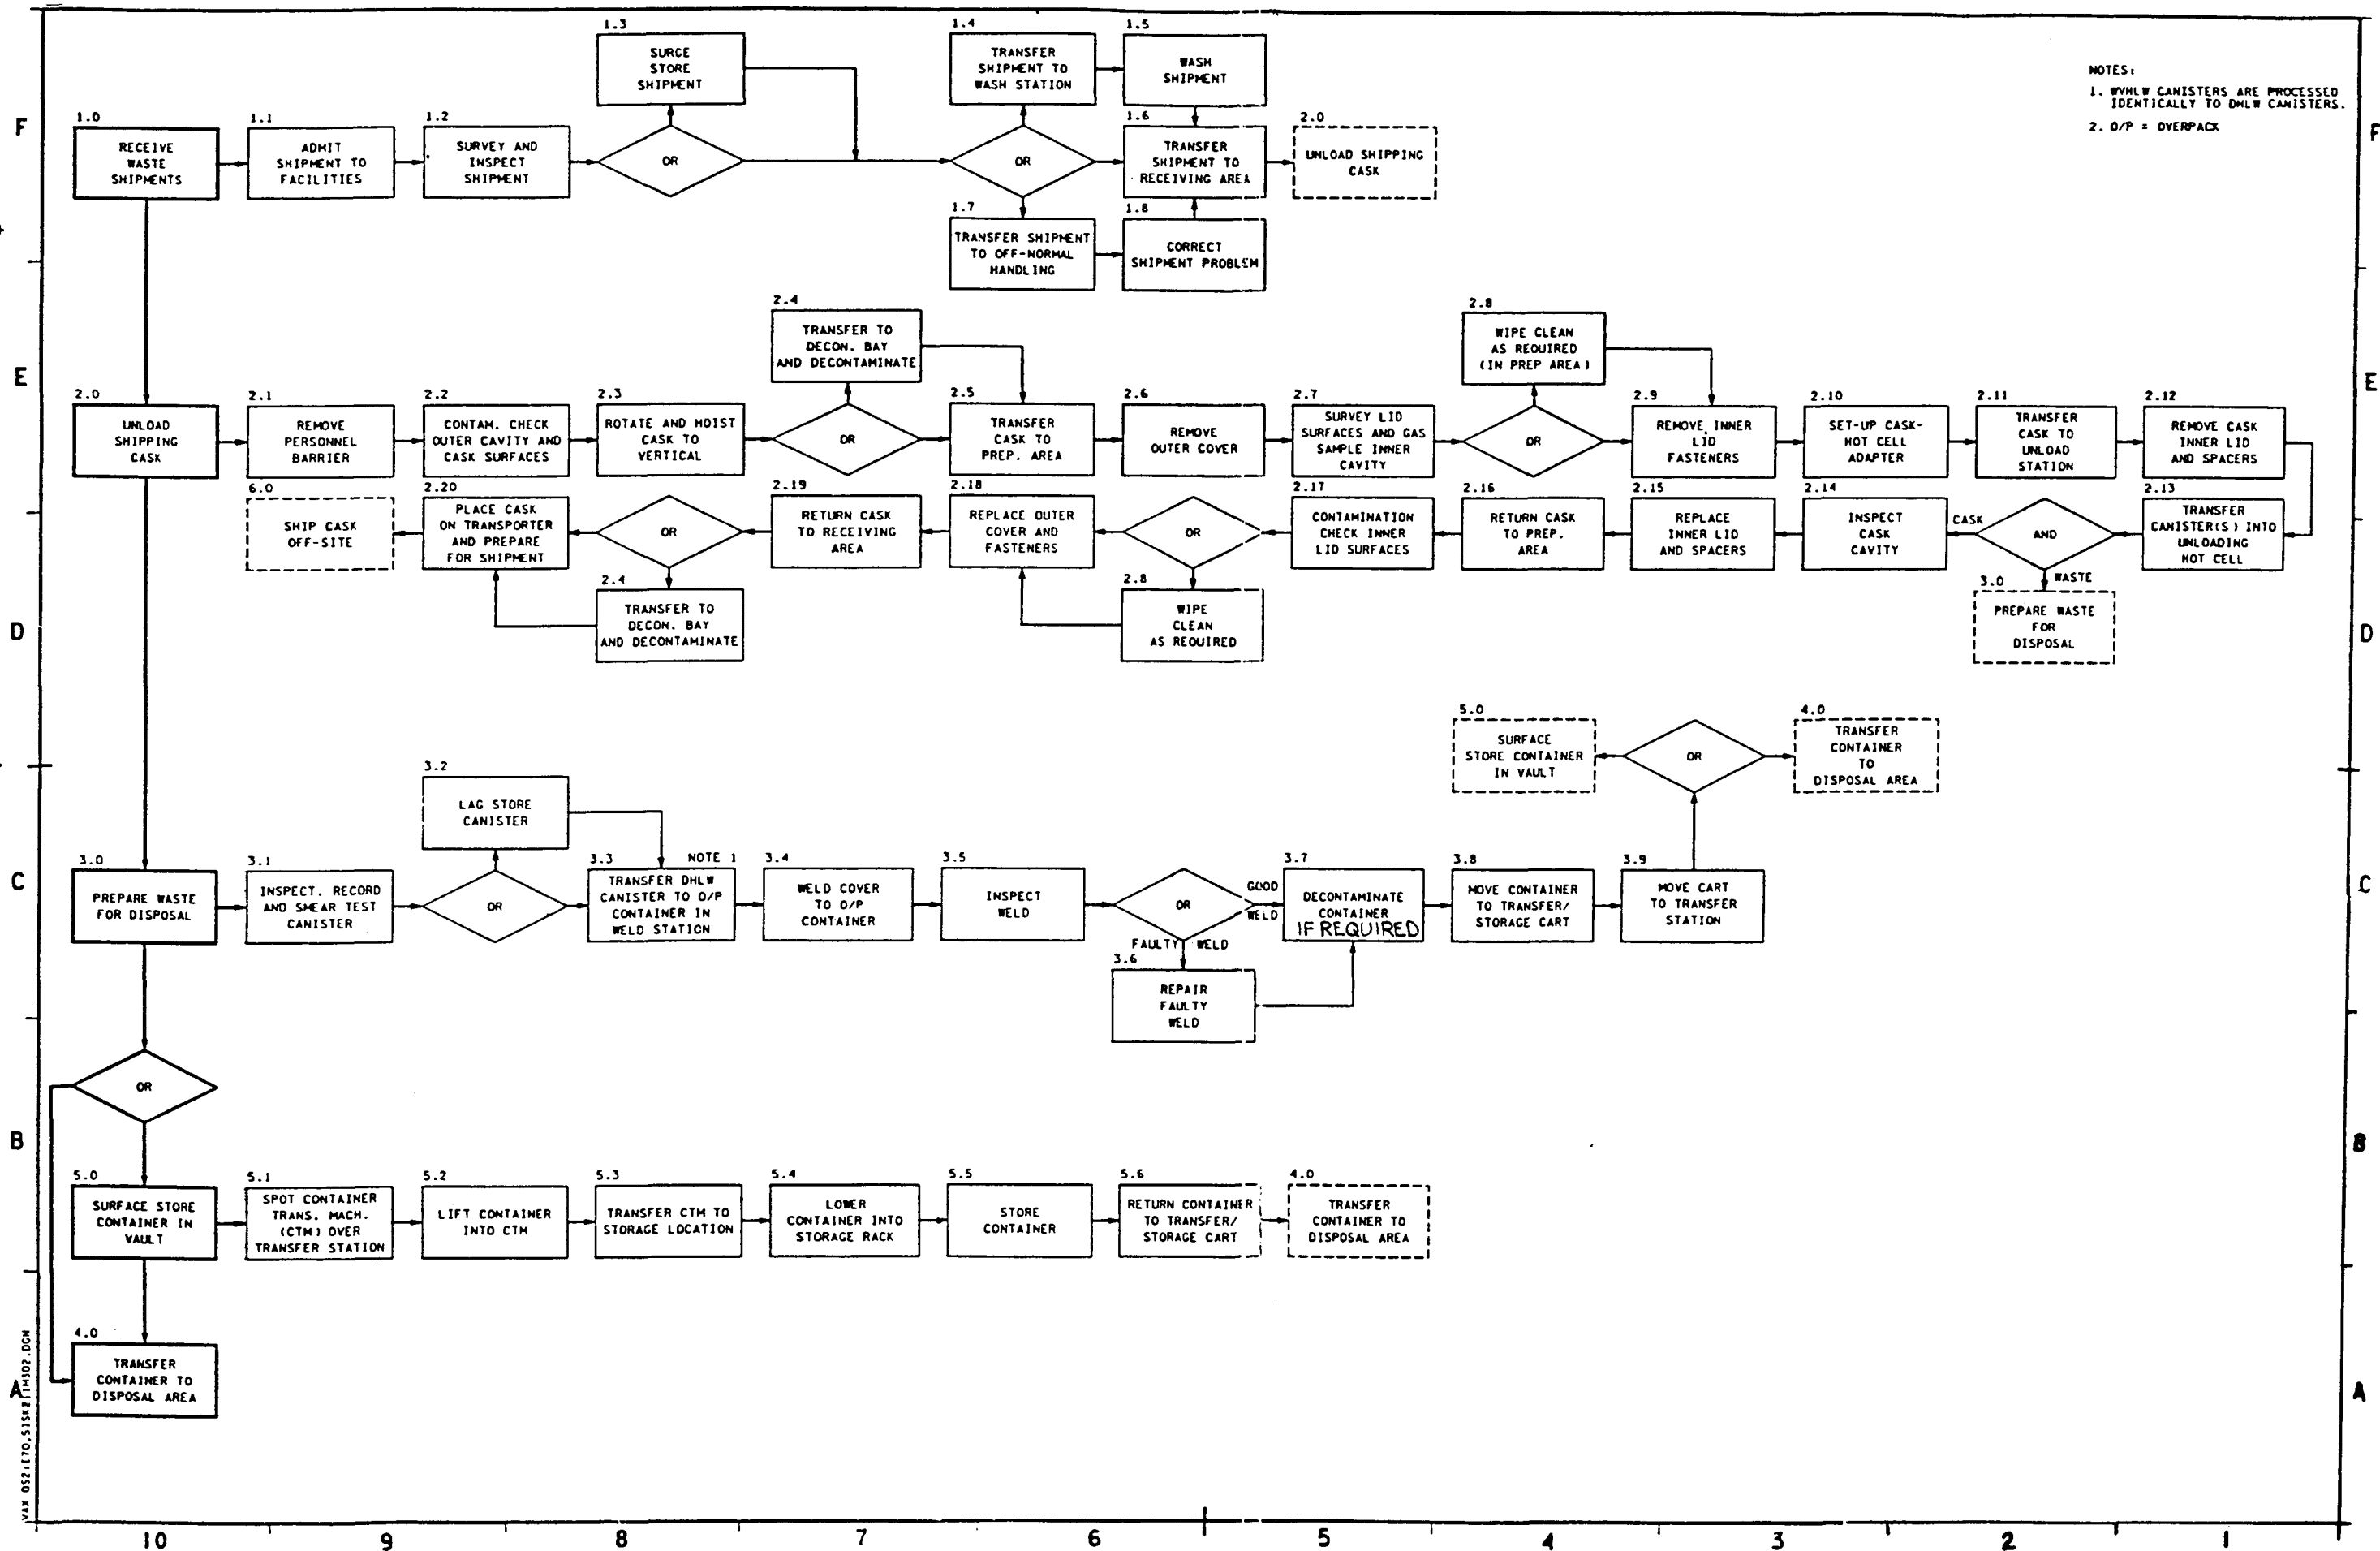 NOTES:
1. WVHLW CANISTERS ARE PROCESSED
IDENTICALLY TO DHLW CANISTERS.
2. O/P = OVERPACK
F
F
1.0
RECEIVE
WASTE
SHIPMENTS
1.1
ADMIT
SHIPMENT TO
FACILITIES
1.2
SURVEY AND
INSPECT
SHIPMENT
1.3
SURGE
STORE
SHIPMENT
OR
1.4
TRANSFER
SHIPMENT TO
WASH STATION
OR
1.5
WASH
SHIPMENT
1.6
TRANSFER
SHIPMENT TO
RECEIVING AREA
2.0
UNLOAD SHIPPING
CASK
1.7
TRANSFER SHIPMENT
TO OFF-NORMAL
HANDLING
1.8
CORRECT
SHIPMENT PROBLEM
E
E
2.0
UNLOAD
SHIPPING
CASK
2.1
REMOVE
PERSONNEL
BARRIER
2.2
CONTAM. CHECK
OUTER CAVITY AND
CASK SURFACES
2.3
ROTATE AND HOIST
CASK TO
VERTICAL
2.4
TRANSFER TO
DECON. BAY
AND DECONTAMINATE
OR
2.5
TRANSFER
CASK TO
PREP. AREA
2.6
REMOVE
OUTER COVER
2.7
SURVEY LID
SURFACES AND GAS
SAMPLE INNER
CAVITY
2.8
WIPE CLEAN
AS REQUIRED
(IN PREP AREA)
OR
2.9
REMOVE INNER
LID
FASTENERS
2.10
SET-UP CASK-
HOT CELL
ADAPTER
2.11
TRANSFER
CASK TO
UNLOAD
STATION
2.12
REMOVE CASK
INNER LID
AND SPACERS
2.13
TRANSFER
CANISTER(S) INTO
UNLOADING
HOT CELL
AND
CASK
WASTE
3.0
PREPARE WASTE
FOR
DISPOSAL
2.14
INSPECT
CASK
CAVITY
2.15
REPLACE
INNER LID
AND SPACERS
2.16
RETURN CASK
TO PREP.
AREA
2.17
CONTAMINATION
CHECK INNER
LID SURFACES
OR
2.8
WIPE
CLEAN
AS REQUIRED
2.18
REPLACE OUTER
COVER AND
FASTENERS
2.19
RETURN CASK
TO RECEIVING
AREA
OR
2.4
TRANSFER TO
DECON. BAY
AND DECONTAMINATE
2.20
PLACE CASK
ON TRANSPORTER
AND PREPARE
FOR SHIPMENT
6.0
SHIP CASK
OFF-SITE
D
D
C
C
3.0
PREPARE WASTE
FOR DISPOSAL
3.1
INSPECT. RECORD
AND SMEAR TEST
CANISTER
3.2
LAG STORE
CANISTER
OR
3.3
NOTE 1
TRANSFER DHLW
CANISTER TO O/P
CONTAINER IN
WELD STATION
3.4
WELD COVER
TO O/P
CONTAINER
3.5
INSPECT
WELD
OR
GOOD
WELD
FAULTY WELD
3.6
REPAIR
FAULTY
WELD
3.7
DECONTAMINATE
CONTAINER
IF REQUIRED
3.8
MOVE CONTAINER
TO TRANSFER/
STORAGE CART
3.9
MOVE CART
TO TRANSFER
STATION
OR
5.0
SURFACE
STORE CONTAINER
IN VAULT
4.0
TRANSFER
CONTAINER
TO
DISPOSAL AREA
OR
B
B
5.0
SURFACE STORE
CONTAINER IN
VAULT
5.1
SPOT CONTAINER
TRANS. MACH.
(CTM) OVER
TRANSFER STATION
5.2
LIFT CONTAINER
INTO CTM
5.3
TRANSFER CTM TO
STORAGE LOCATION
5.4
LOWER
CONTAINER INTO
STORAGE RACK
5.5
STORE
CONTAINER
5.6
RETURN CONTAINER
TO TRANSFER/
STORAGE CART
4.0
TRANSFER
CONTAINER TO
DISPOSAL AREA
4.0
TRANSFER
CONTAINER TO
DISPOSAL AREA
A
A
10 9 8 7 6 5 4 3 2 1